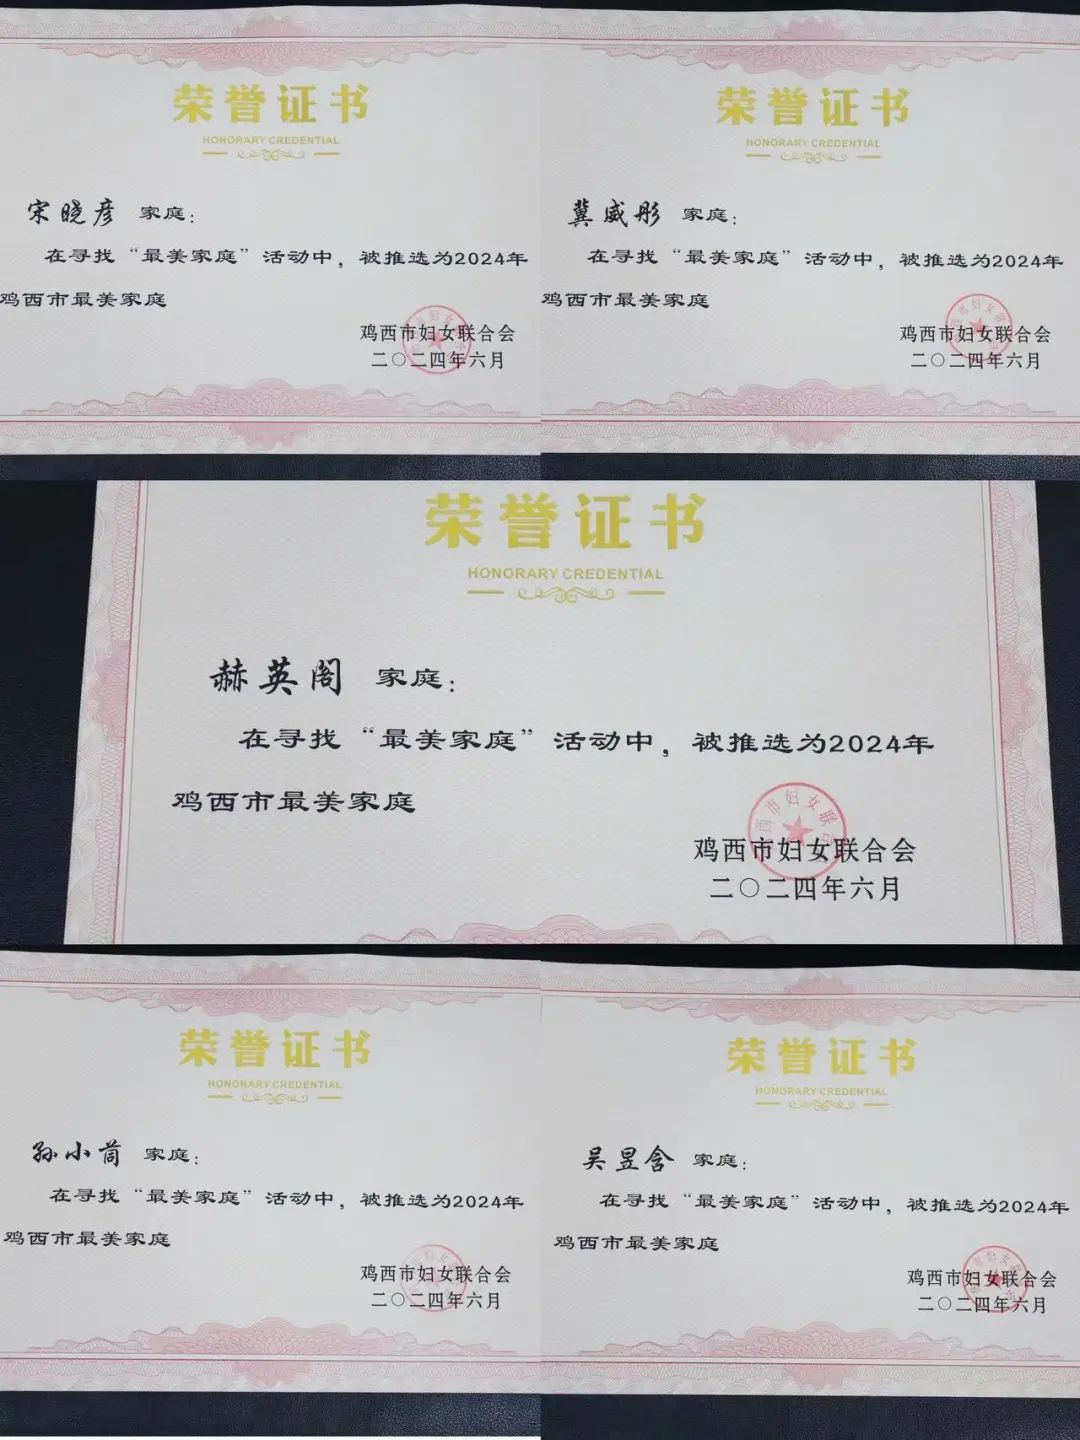 荣誉证书
HONORARY CREDENTIAL
宋晓彦 家庭：
在寻找“最美家庭”活动中，被推选为2024年
鸡西市最美家庭
鸡西市妇女联合会
二〇二四年六月
荣誉证书
HONORARY CREDENTIAL
冀威彤 家庭：
在寻找“最美家庭”活动中，被推选为2024年
鸡西市最美家庭
鸡西市妇女联合会
二〇二四年六月
荣誉证书
HONORARY CREDENTIAL
赫英阁 家庭：
在寻找“最美家庭”活动中，被推选为2024年
鸡西市最美家庭
鸡西市妇女联合会
二〇二四年六月
荣誉证书
HONORARY CREDENTIAL
孙小茼 家庭：
在寻找“最美家庭”活动中，被推选为2024年
鸡西市最美家庭
鸡西市妇女联合会
二〇二四年六月
荣誉证书
HONORARY CREDENTIAL
吴昱含 家庭：
在寻找“最美家庭”活动中，被推选为2024年
鸡西市最美家庭
鸡西市妇女联合会
二〇二四年六月